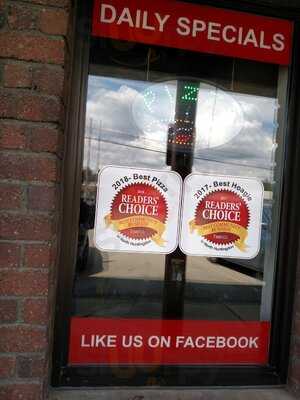 DAILY SPECIALS
2018- Best Pizza
READERS'
CHOICE
2017- Best Hoagie
READERS'
CHOICE
LIKE US ON FACEBOOK